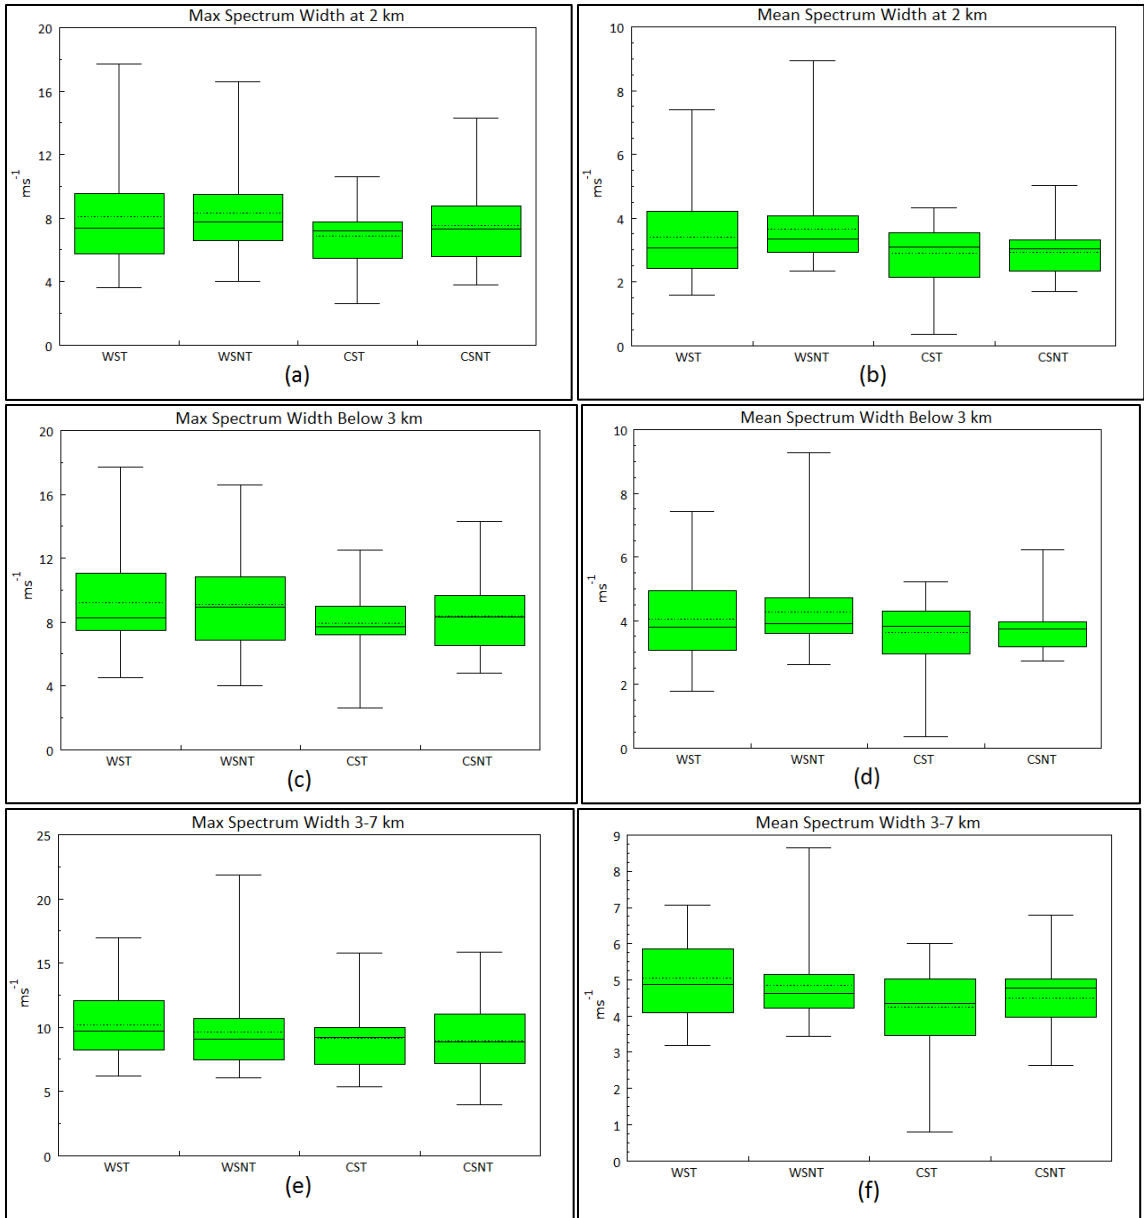 Max Spectrum Width at 2 km
20
16
12
8
4
0
ms⁻¹
WST WSNT CST CSNT
(a)
Mean Spectrum Width at 2 km
10
8
6
4
2
0
ms⁻¹
WST WSNT CST CSNT
(b)
Max Spectrum Width Below 3 km
20
16
12
8
4
0
ms⁻¹
WST WSNT CST CSNT
(c)
Mean Spectrum Width Below 3 km
10
8
6
4
2
0
ms⁻¹
WST WSNT CST CSNT
(d)
Max Spectrum Width 3-7 km
25
20
15
10
5
0
ms⁻¹
WST WSNT CST CSNT
(e)
Mean Spectrum Width 3-7 km
9
8
7
6
5
4
3
2
1
0
ms⁻¹
WST WSNT CST CSNT
(f)